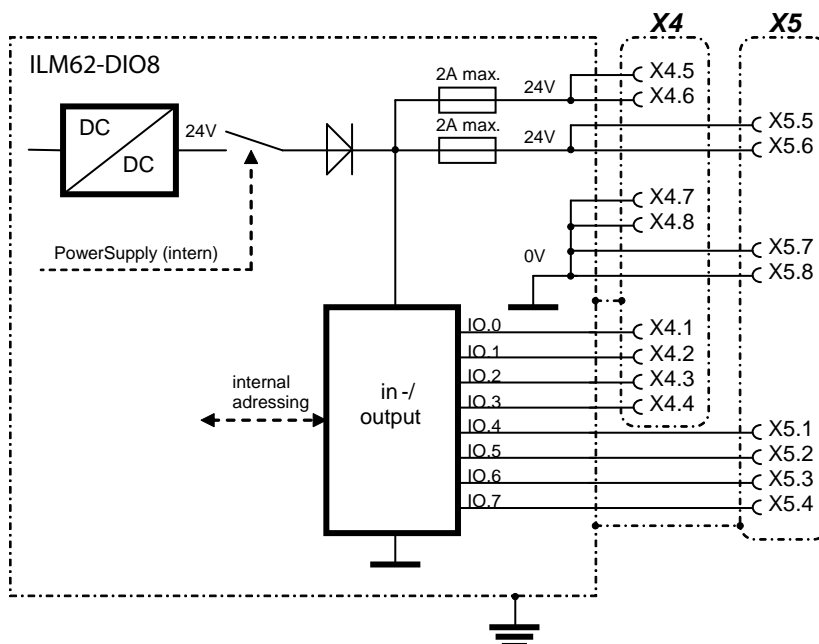 X4
X5
ILM62-DIO8
2A max.
24V
X4.5
X4.6
DC
DC
24V
2A max.
24V
X5.5
X5.6
X4.7
X4.8
PowerSupply (intern)
0V
X5.7
X5.8
IO.0
X4.1
IO.1
X4.2
IO.2
X4.3
IO.3
X4.4
internal
adressing
in -/
output
IO.4
X5.1
IO.5
X5.2
IO.6
X5.3
IO.7
X5.4